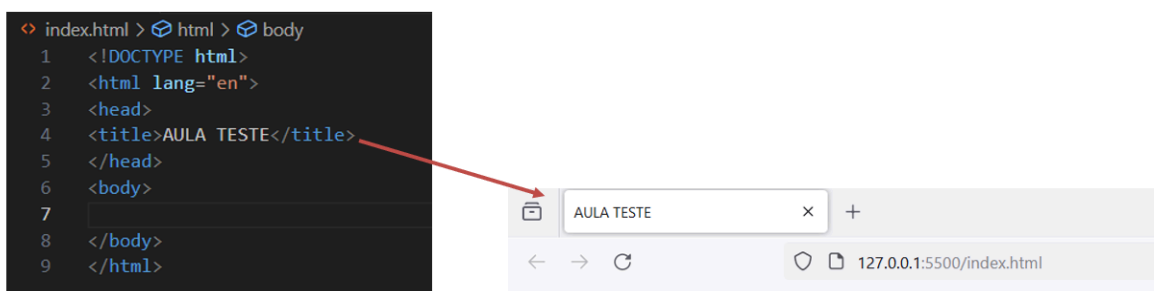 index.html > html > body
1 <!DOCTYPE html>
2 <html lang="en">
3 <head>
4 <title>AULA TESTE</title>
5 </head>
6 <body>
7
8 </body>
9 </html>
AULA TESTE
127.0.0.1:5500/index.html